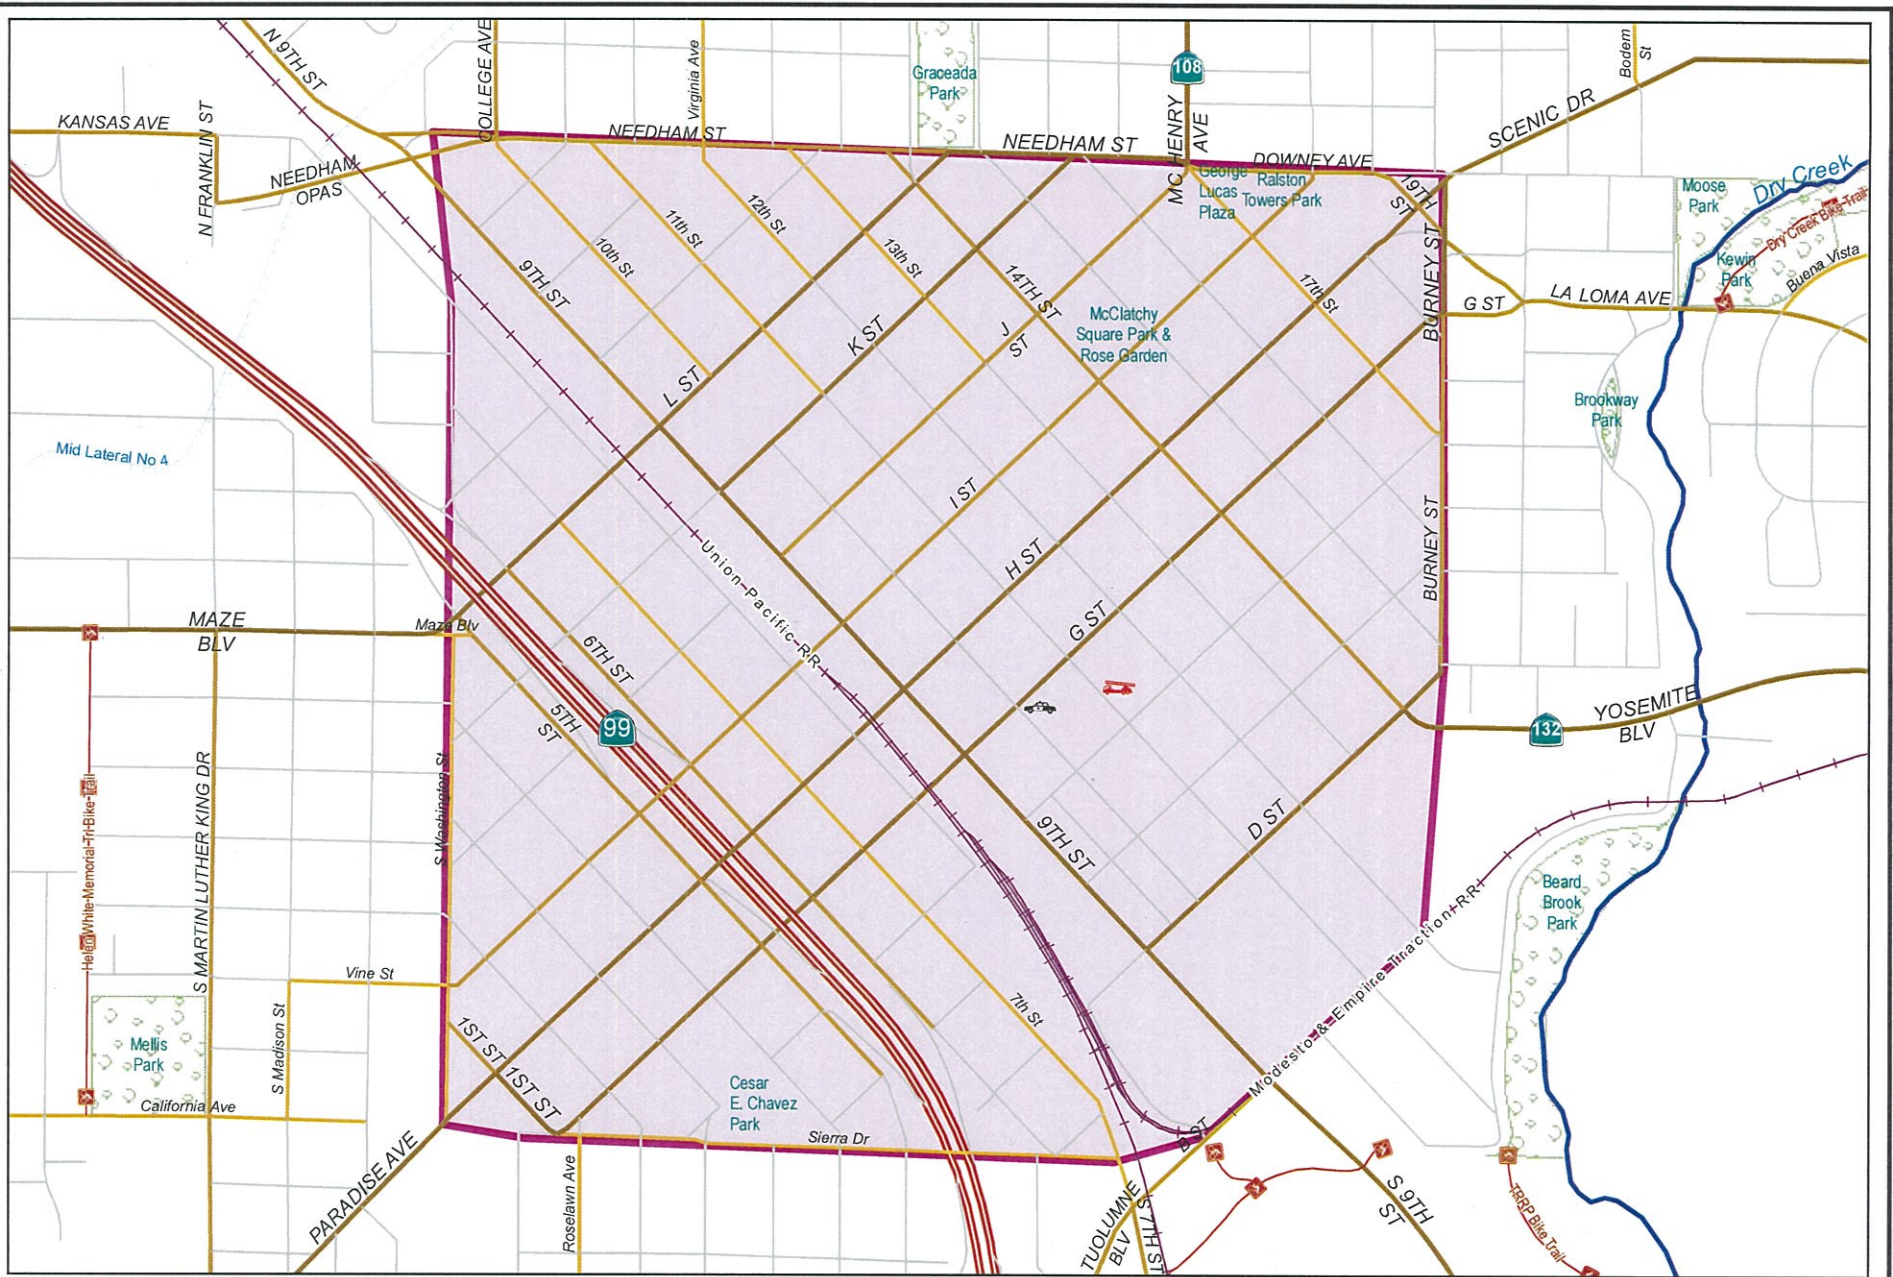 N 9TH ST
COLLEGE AVE
Virginia Ave
Graceada
Park
108
MCHENRY
AVE
Bodem
St
SCENIC DR
KANSAS AVE
N FRANKLIN ST
NEEDHAM
OPAS
NEEDHAM ST
NEEDHAM ST
DOWNEY AVE
George
Lucas
Plaza
Ralston
Towers Park
19TH
ST
Moose
Park
Dry Creek
Dry Creek Bike-Trail
Kewin
Park
Buena Vista
9TH ST
10th St
11th St
12th St
13th St
14TH ST
17th St
BURNEY ST
G ST
LA LOMA AVE
McClatchy
Square Park &
Rose Garden
J
ST
K ST
L ST
Brookway
Park
Mid Lateral No 4
I ST
H ST
G ST
BURNEY ST
Union Pacific RR
MAZE
BLV
Maze Blv
6TH ST
5TH
ST
99
132
YOSEMITE
BLV
S Washington St
S MARTIN LUTHER KING DR
Helen White-Memorial-Tri-Bike-Trail
9TH ST
D ST
Beard
Brook
Park
Modesto & Empire Traction RR
Vine St
S Madison St
Mellis
Park
California Ave
1ST ST
1ST ST
7th St
Cesar
E. Chavez
Park
Sierra Dr
B ST
PARADISE AVE
Roselawn Ave
TUOLUMNE
BLV
S 7TH ST
S 9TH
ST
TRRP Bike Trail